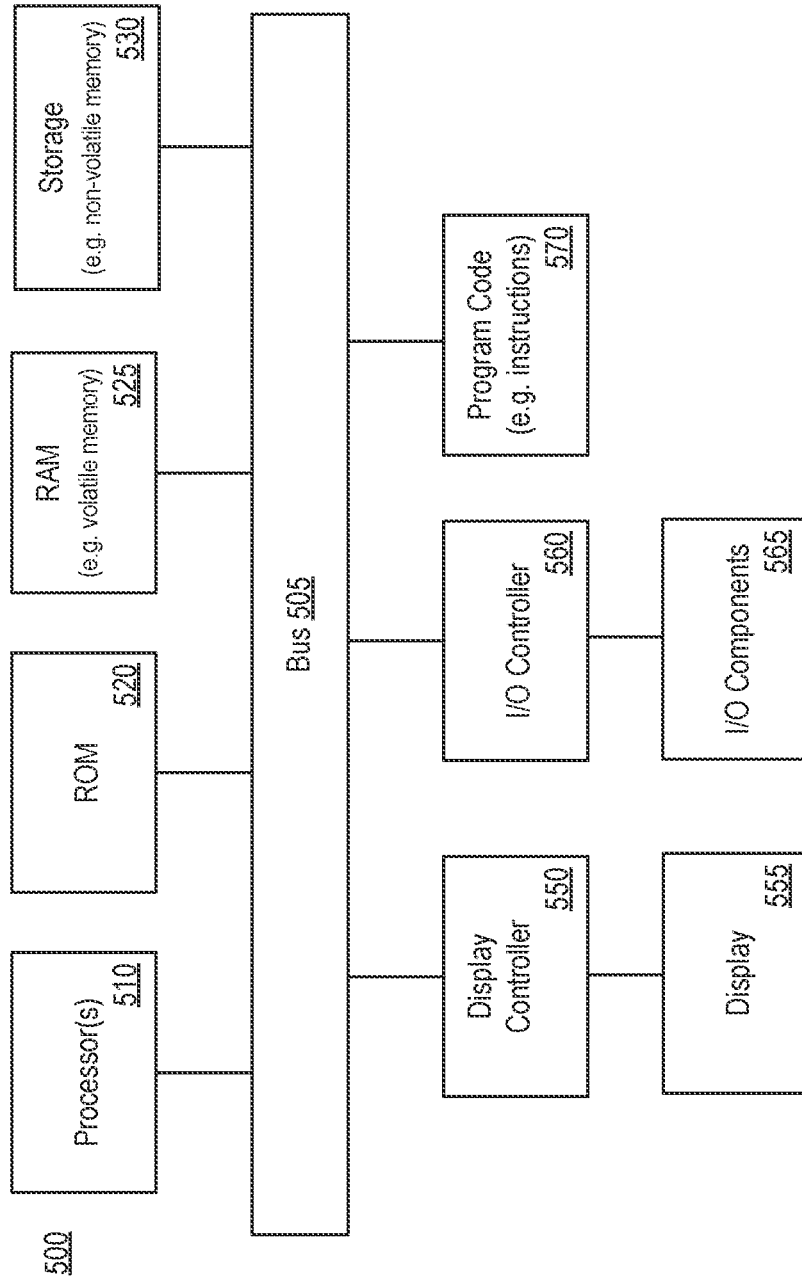 500
Processor(s)
510
ROM
520
RAM
(e.g. volatile memory)
525
Storage
(e.g. non-volatile memory)
530
Bus 505
Display
Controller
550
I/O Controller
560
Program Code
(e.g. instructions)
570
Display
555
I/O Components
565